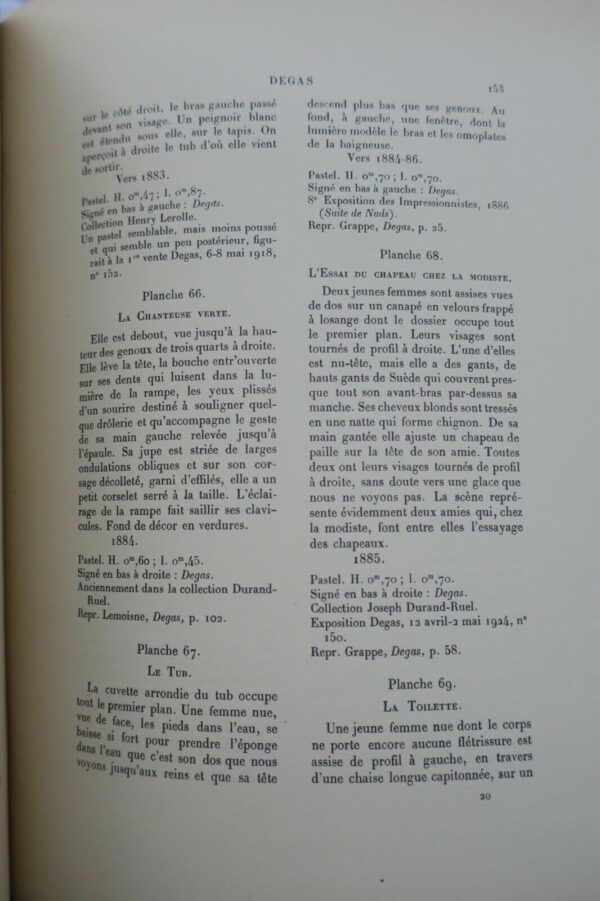 DEGAS
153
sur le côté droit, le bras gauche passé
devant son visage. Un peignoir blanc
est étendu sous elle, sur le tapis. On
aperçoit à droite le tub d'où elle vient
de sortir.
Vers 1883.
Pastel. H. 0m,47 ; l. 0m,87.
Signé en bas à gauche : Degas.
Collection Henry Lerolle.
Un pastel semblable, mais moins poussé
et qui semble un peu postérieur, figu-
rait à la 1re vente Degas, 6-8 mai 1918,
n° 152.
Planche 66.
LA CHANTEUSE VERTE.
Elle est debout, vue jusqu'à la hau-
teur des genoux de trois quarts à droite.
Elle lève la tête, la bouche entr'ouverte
sur ses dents qui luisent dans la lu-
mière de la rampe, les yeux plissés
d'un sourire destiné à souligner quel-
que drôlerie et qu'accompagne le geste
de sa main gauche relevée jusqu'à
l'épaule. Sa jupe est striée de larges
ondulations obliques et sur son cor-
sage décolleté, garni d'effilés, elle a un
petit corselet serré à la taille. L'éclai-
rage de la rampe fait saillir ses clavi-
cules. Fond de décor en verdures.
1884.
Pastel. H. 0m,60 ; l. 0m,45.
Signé en bas à droite : Degas.
Anciennement dans la collection Durand-
Ruel.
Repr. Lemoisne, Degas, p. 102.
Planche 67.
LE TUB.
La cuvette arrondie du tub occupe
tout le premier plan. Une femme nue,
vue de face, les pieds dans l'eau, se
baisse si fort pour prendre l'éponge
dans l'eau que c'est son dos que nous
voyons jusqu'aux reins et que sa tête
descend plus bas que ses genoux. Au
fond, à gauche, une fenêtre, dont la
lumière modèle le bras et les omoplates
de la baigneuse.
Vers 1884-86.
Pastel. H. 0m,70 ; l. 0m,70.
Signé en bas à gauche : Degas.
8e Exposition des Impressionnistes, 1886
(Suite de Nuds).
Repr. Grappe, Degas, p. 25.
Planche 68.
L'ESSAI DU CHAPEAU CHEZ LA MODISTE.
Deux jeunes femmes sont assises vues
de dos sur un canapé en velours frappé
à losange dont le dossier occupe tout
le premier plan. Leurs visages sont
tournés de profil à droite. L'une d'elles
est nu-tête, mais elle a des gants, de
hauts gants de Suède qui couvrent pres-
que tout son avant-bras par-dessus sa
manche. Ses cheveux blonds sont tressés
en une natte qui forme chignon. De sa
main gantée elle ajuste un chapeau de
paille sur la tête de son amie. Toutes
deux ont leurs visages tournés de profil
à droite, sans doute vers une glace que
nous ne voyons pas. La scène repré-
sente évidemment deux amies qui, chez
la modiste, font entre elles l'essayage
des chapeaux.
1885.
Pastel. H. 0m,70 ; l. 0m,70.
Signé en bas à droite : Degas.
Collection Joseph Durand-Ruel.
Exposition Degas, 12 avril-2 mai 1924, n°
150.
Repr. Grappe, Degas, p. 58.
Planche 69.
LA TOILETTE.
Une jeune femme nue dont le corps
ne porte encore aucune flétrissure est
assise de profil à gauche, en travers
d'une chaise longue capitonnée, sur un
20